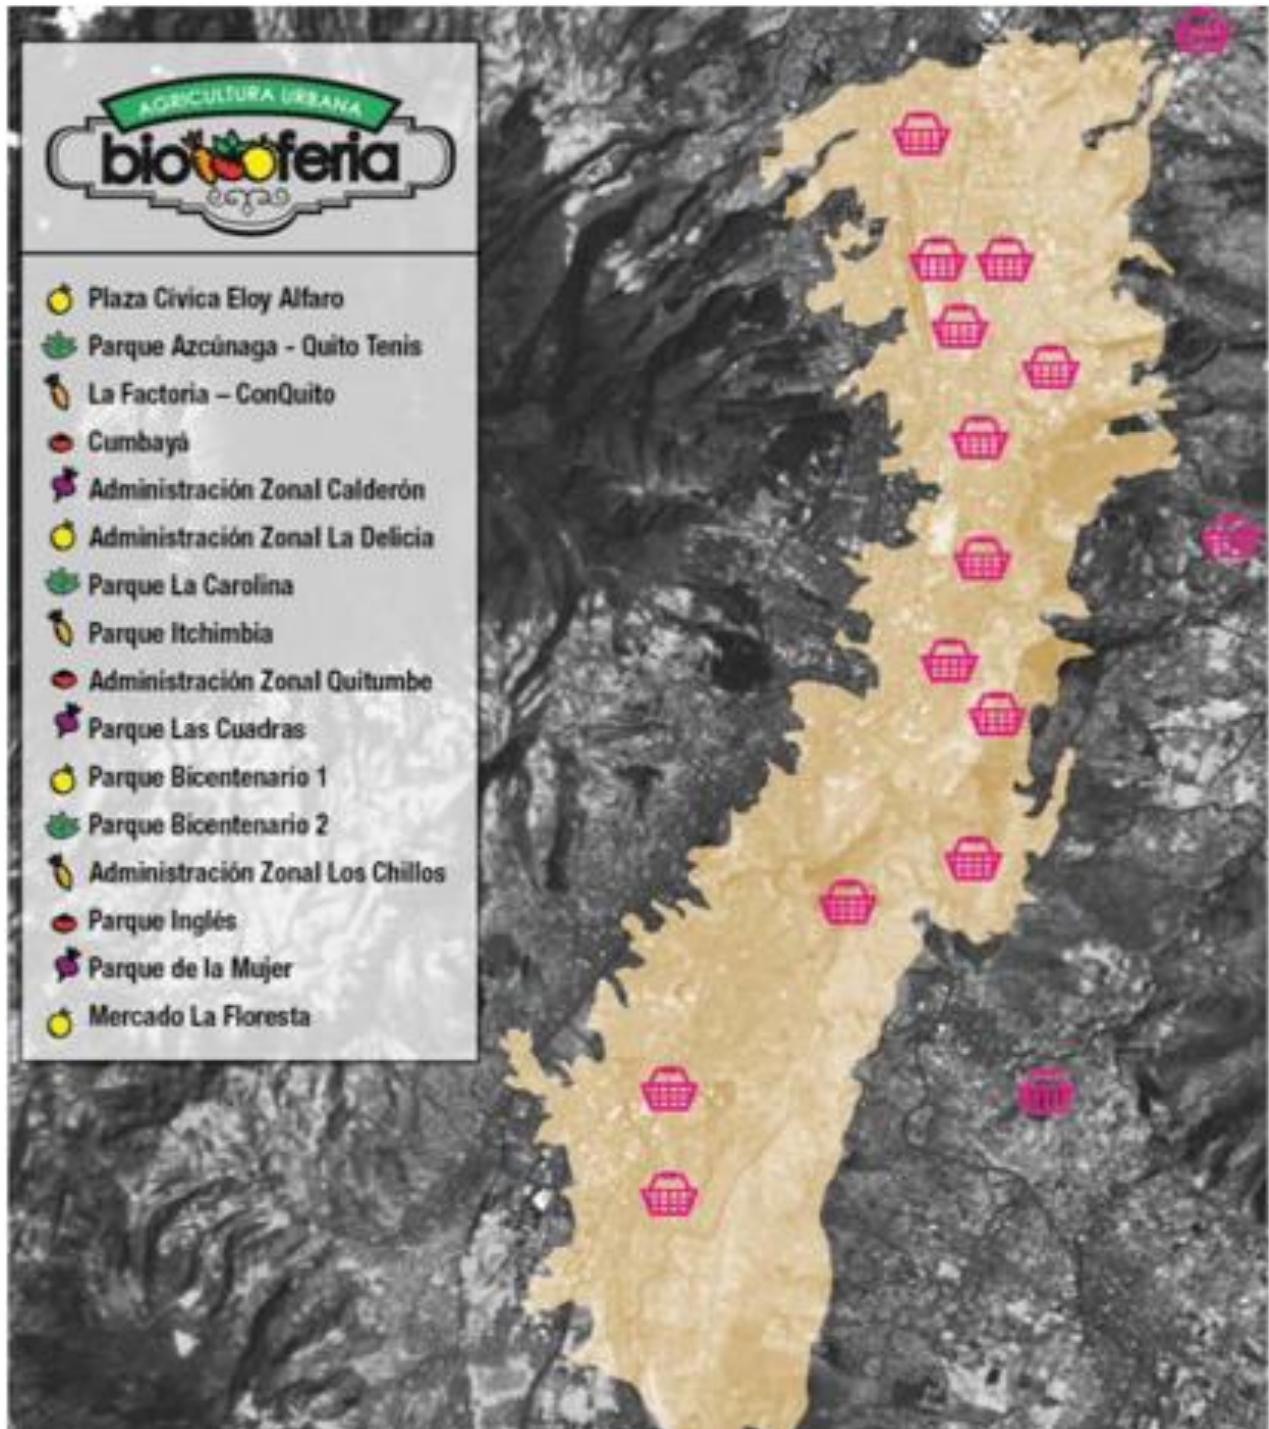 AGRICULTURA URBANA
bioferia
Plaza Cívica Eloy Alfaro
Parque Azcúnaga - Quito Tenis
La Factoria – ConQuito
Cumbayá
Administración Zonal Calderón
Administración Zonal La Delicia
Parque La Carolina
Parque Itchimbia
Administración Zonal Quitumbe
Parque Las Cuadras
Parque Bicentenario 1
Parque Bicentenario 2
Administración Zonal Los Chillos
Parque Inglés
Parque de la Mujer
Mercado La Floresta